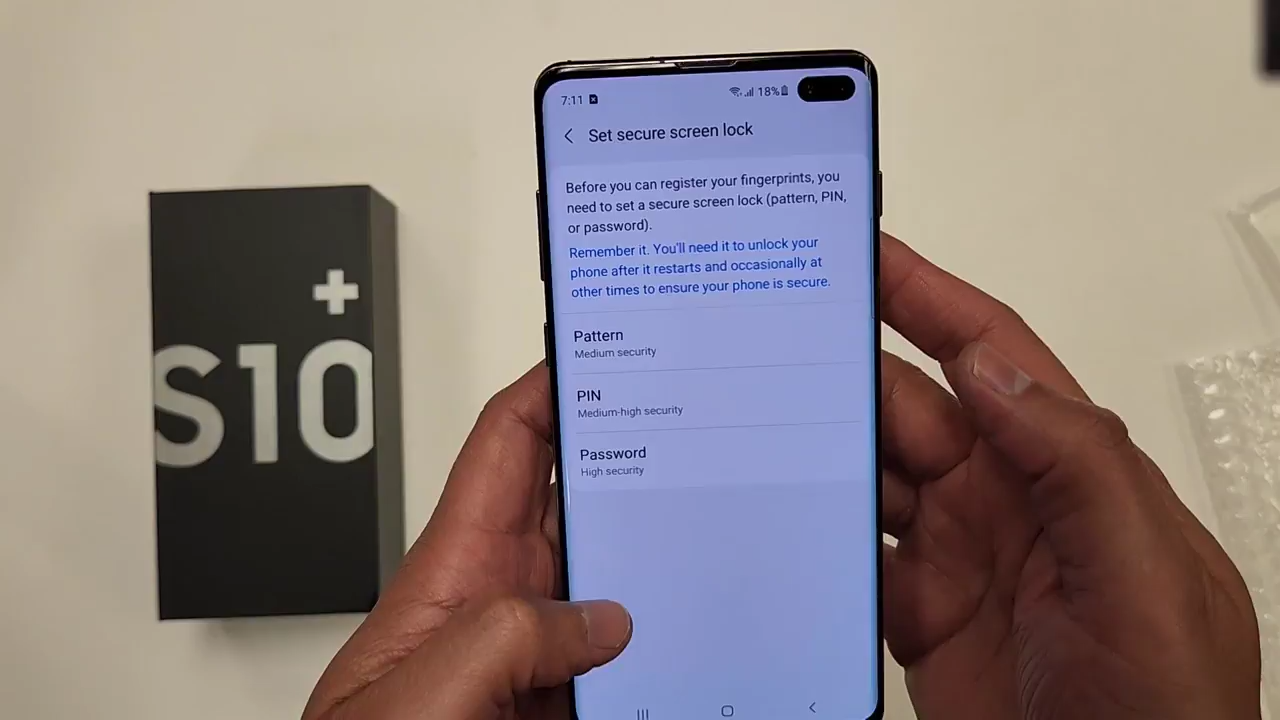 7:11 18%
Set secure screen lock
Before you can register your fingerprints, you
need to set a secure screen lock (pattern, PIN,
or password).
Remember it. You'll need it to unlock your
phone after it restarts and occasionally at
other times to ensure your phone is secure.
Pattern
Medium security
PIN
Medium-high security
Password
High security
+
S10